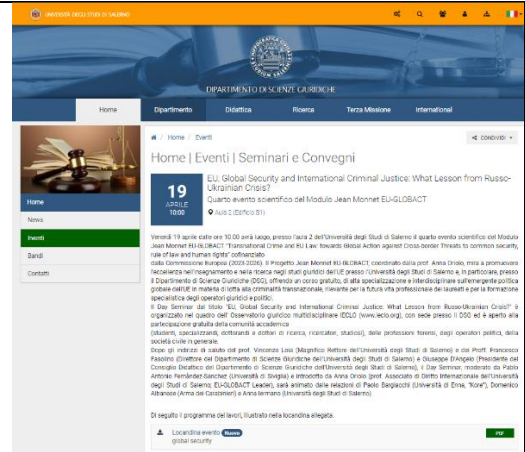 UNIVERSITÀ DEGLI STUDI DI SALERNO
DIPARTIMENTO DI SCIENZE GIURIDICHE
Home Dipartimento Didattica Ricerca Terza Missione International
/ Home / Eventi
CONDIVIDI
Home | Eventi | Seminari e Convegni
19
APRILE
10:00
EU, Global Security and International Criminal Justice: What Lesson from Russo-
Ukrainian Crisis?
Quarto evento scientifico del Modulo Jean Monnet EU-GLOBACT
Aula 2 (Edificio B1)
Home
News
Eventi
Bandi
Contatti
Venerdì 19 aprile dalle ore 10.00 avrà luogo, presso l'aula 2 dell'Università degli Studi di Salerno il quarto evento scientifico del Modulo
Jean Monnet EU-GLOBACT "Transnational Crime and EU Law: towards Global Action against Cross-border Threats to common security,
rule of law and human rights" cofinanziato
dalla Commissione Europea (2023-2026). Il Progetto Jean Monnet EU-GLOBACT, coordinato dalla prof. Anna Oriolo, mira a promuovere
l'eccellenza nell'insegnamento e nella ricerca negli studi giuridici dell'UE presso l'Università degli Studi di Salerno e, in particolare, presso
il Dipartimento di Scienze Giuridiche (DSG), offrendo un corso gratuito, di alta specializzazione e interdisciplinare sull'emergente politica
globale dell'UE in materia di lotta alla criminalità transnazionale, rilevante per la futura vita professionale dei laureati e per la formazione
specialistica degli operatori giuridici e politici.
Il Day Seminar dal titolo "EU, Global Security and International Criminal Justice: What Lesson from Russo-Ukrainian Crisis?" è
organizzato nel quadro dell' Osservatorio giuridico multidisciplinare IECLO (www.ieclo.org), con sede presso il DSG ed è aperto alla
partecipazione gratuita della comunità accademica
(studenti, specializzandi, dottorandi e dottori di ricerca, ricercatori, studiosi), delle professioni forensi, degli operatori politici, della
società civile in generale.
Dopo gli indirizzi di saluto del prof. Vincenzo Loia (Magnifico Rettore dell'Università degli Studi di Salerno) e dei Proff. Francesco
Fasolino (Direttore del Dipartimento di Scienze Giuridiche dell'Università degli Studi di Salerno) e Giuseppe D'Angelo (Presidente del
Consiglio Didattico del Dipartimento di Scienze Giuridiche dell'Università degli Studi di Salerno), il Day Seminar, moderato da Pablo
Antonio Fernández-Sánchez (Università di Siviglia) e introdotto da Anna Oriolo (prof. Associato di Diritto Internazionale dell'Università
degli Studi di Salerno; EU-GLOBACT Leader), sarà animato dalle relazioni di Paolo Bargiacchi (Università di Enna, "Kore"), Domenico
Albanese (Arma dei Carabinieri) e Anna Iermano (Università degli Studi di Salerno)
Di seguito il programma dei lavori, illustrato nella locandina allegata.
Locandina evento Nuovo
global security
PDF